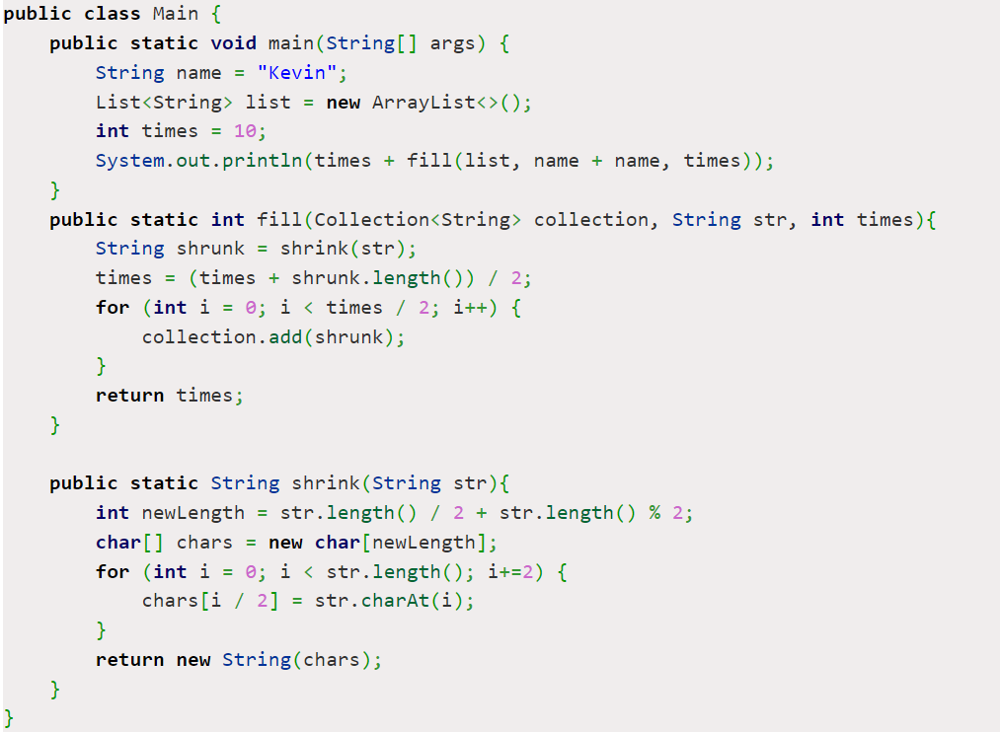 public class Main {
    public static void main(String[] args) {
        String name = "Kevin";
        List<String> list = new ArrayList<>();
        int times = 10;
        System.out.println(times + fill(list, name + name, times));
    }
    public static int fill(Collection<String> collection, String str, int times){
        String shrunk = shrink(str);
        times = (times + shrunk.length()) / 2;
        for (int i = 0; i < times / 2; i++) {
            collection.add(shrunk);
        }
        return times;
    }

    public static String shrink(String str){
        int newLength = str.length() / 2 + str.length() % 2;
        char[] chars = new char[newLength];
        for (int i = 0; i < str.length(); i+=2) {
            chars[i / 2] = str.charAt(i);
        }
        return new String(chars);
    }
}